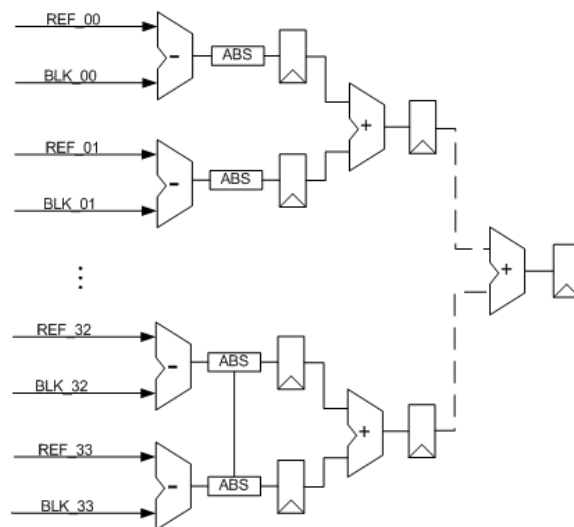 REF_00
ABS
BLK_00
+
REF_01
ABS
BLK_01
+
...
REF_32
ABS
BLK_32
+
REF_33
ABS
BLK_33
-
-
-
-